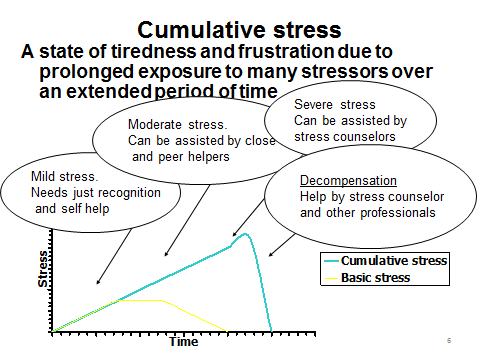 Cumulative stress
A state of tiredness and frustration due to
prolonged exposure to many stressors over
an extended period of time
Severe stress
Can be assisted by
stress counselors
Moderate stress.
Can be assisted by close
and peer helpers
Mild stress.
Needs just recognition
and self help
Decompensation
Help by stress counselor
and other professionals
Stress
Cumulative stress
Basic stress
Time
6